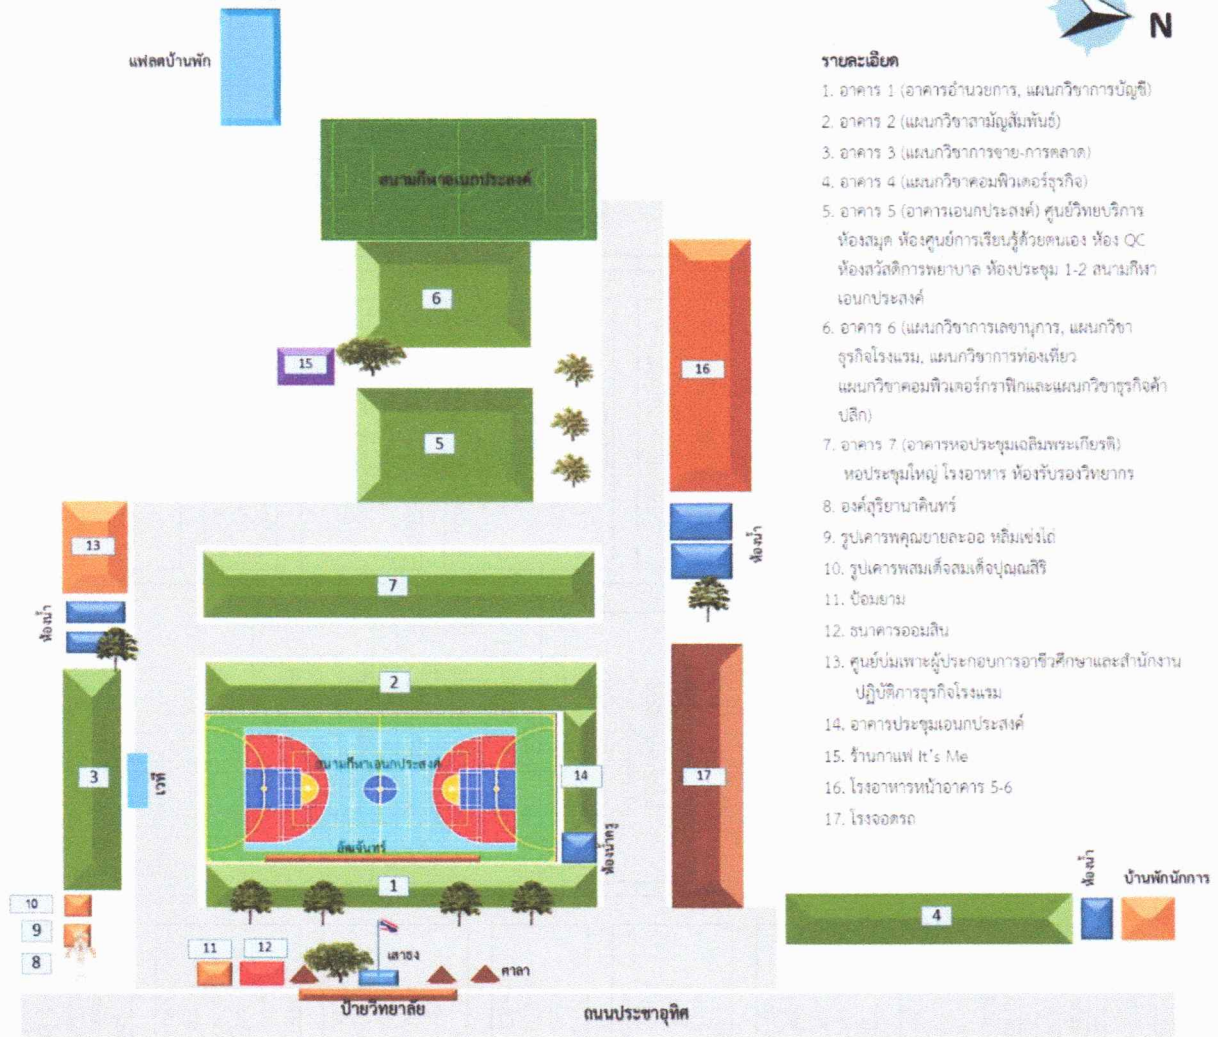 N
แฟลตบ้านพัก
สนามกีฬาอเนกประสงค์
6
15
16
5
13
ห้องน้ำ
7
ห้องน้ำ
2
3
เวที
สนามกีฬาเอนกประสงค์
14
17
อัฒจันทร์
ห้องน้ำครู
1
10
9
8
11
12
เสาธง
ศาลา
ป้ายวิทยาลัย
ถนนประชาอุทิศ
4
ห้องน้ำ
บ้านพักนักการ
รายละเอียด
1. อาคาร 1 (อาคารอำนวยการ, แผนกวิชาการบัญชี)
2. อาคาร 2 (แผนกวิชาสามัญสัมพันธ์)
3. อาคาร 3 (แผนกวิชาการขาย-การตลาด)
4. อาคาร 4 (แผนกวิชาคอมพิวเตอร์ธุรกิจ)
5. อาคาร 5 (อาคารเอนกประสงค์) ศูนย์วิทยบริการ
ห้องสมุด ห้องศูนย์การเรียนรู้ด้วยตนเอง ห้อง QC
ห้องสวัสดิการพยาบาล ห้องประชุม 1-2 สนามกีฬา
เอนกประสงค์
6. อาคาร 6 (แผนกวิชาการเลขานุการ, แผนกวิชา
ธุรกิจโรงแรม, แผนกวิชาการท่องเที่ยว
แผนกวิชาคอมพิวเตอร์กราฟิกและแผนกวิชาธุรกิจค้า
ปลีก)
7. อาคาร 7 (อาคารหอประชุมเฉลิมพระเกียรติ)
หอประชุมใหญ่ โรงอาหาร ห้องรับรองวิทยากร
8. องค์สุริยานาคินทร์
9. รูปเคารพคุณยายละออ หลิ่มเซ่งไถ่
10. รูปเคารพสมเด็จสมเด็จปุณณสิริ
11. ป้อมยาม
12. ธนาคารออมสิน
13. ศูนย์บ่มเพาะผู้ประกอบการอาชีวศึกษาและสำนักงาน
ปฏิบัติการธุรกิจโรงแรม
14. อาคารประชุมเอนกประสงค์
15. ร้านกาแฟ It's Me
16. โรงอาหารหน้าอาคาร 5-6
17. โรงจอดรถ